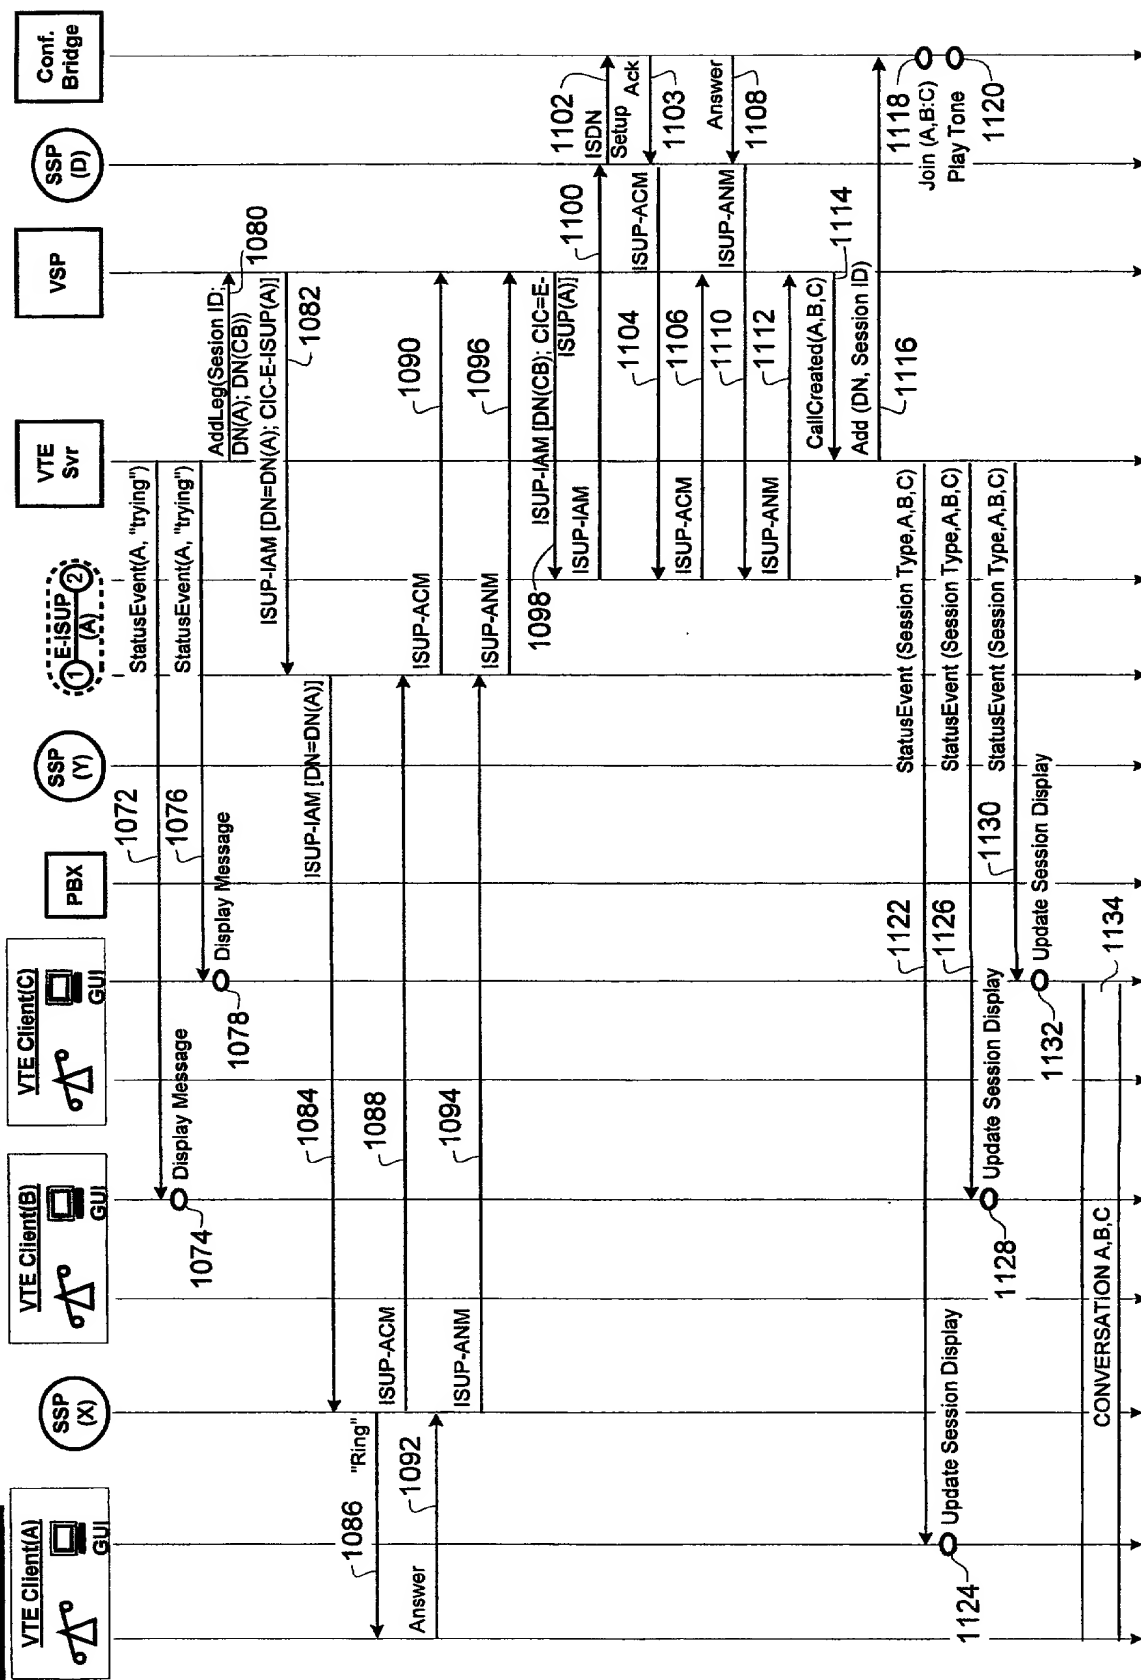 VTE Client(A)
GUI
SSP
(X)
VTE Client(B)
GUI
VTE Client(C)
GUI
PBX
SSP
(Y)
1
E-ISUP
(A)
2
VTE
Svr
VSP
SSP
(D)
Conf.
Bridge
StatusEvent(A, "trying")
1072
Display Message
1074
StatusEvent(A, "trying")
1076
Display Message
1078
AddLeg(Sesion ID;
DN(A); DN(CB))
1080
ISUP-IAM [DN=DN(A); CIC-E-ISUP(A)]
1082
ISUP-IAM [DN=DN(A)]
1084
"Ring"
1086
ISUP-ACM
1088
ISUP-ACM
1090
Answer
1092
ISUP-ANM
1094
ISUP-ANM
1096
ISUP-IAM [DN(CB); CIC=E-
ISUP(A)]
1098
ISUP-IAM
1100
ISDN
Setup
1102
Ack
1103
ISUP-ACM
1104
ISUP-ACM
1106
Answer
1108
ISUP-ANM
1110
ISUP-ANM
1112
CallCreated(A,B,C)
1114
Add (DN, Session ID)
1116
Join (A,B:C)
1118
Play Tone
1120
StatusEvent (Session Type,A,B,C)
1122
Update Session Display
1124
StatusEvent (Session Type,A,B,C)
1126
Update Session Display
1128
StatusEvent (Session Type,A,B,C)
1130
Update Session Display
1132
CONVERSATION A,B,C
1134